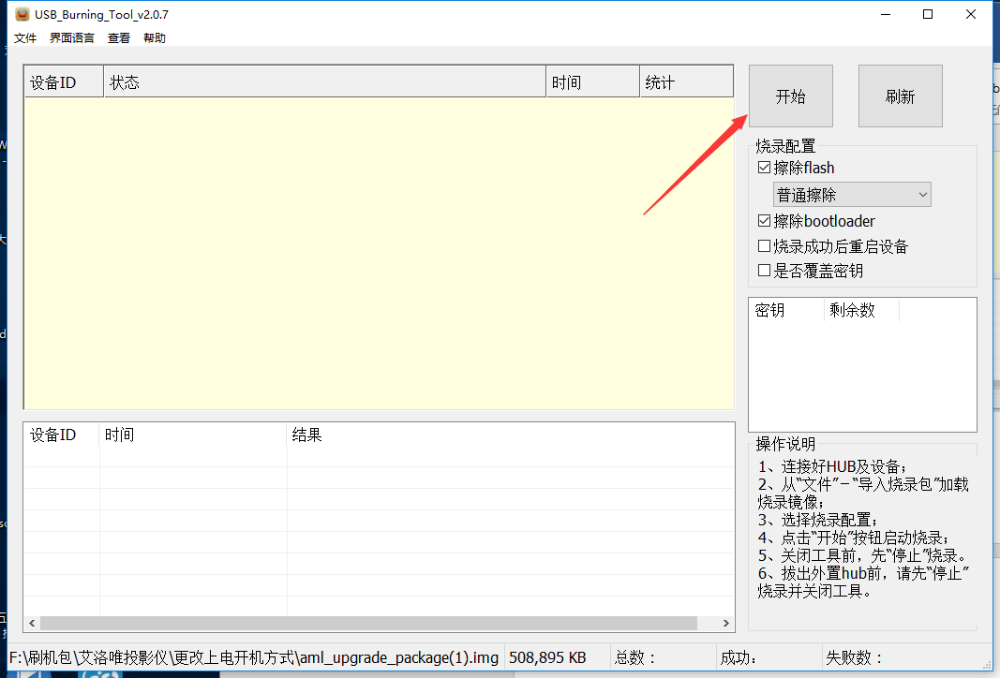 USB_Burning_Tool_v2.0.7
文件 界面语言 查看 帮助
设备ID 状态 时间 统计
开始 刷新
烧录配置
擦除flash
普通擦除
擦除bootloader
烧录成功后重启设备
是否覆盖密钥
密钥 剩余数
设备ID 时间 结果
操作说明
1、连接好HUB及设备；
2、从“文件”－“导入烧录包”加载
烧录镜像；
3、选择烧录配置；
4、点击“开始”按钮启动烧录；
5、关闭工具前，先“停止”烧录。
6、拔出外置hub前，请先“停止”
烧录并关闭工具。
F:\刷机包\艾洛唯投影仪\更改上电开机方式\aml_upgrade_package(1).img 508,895 KB 总数： 成功： 失败数：